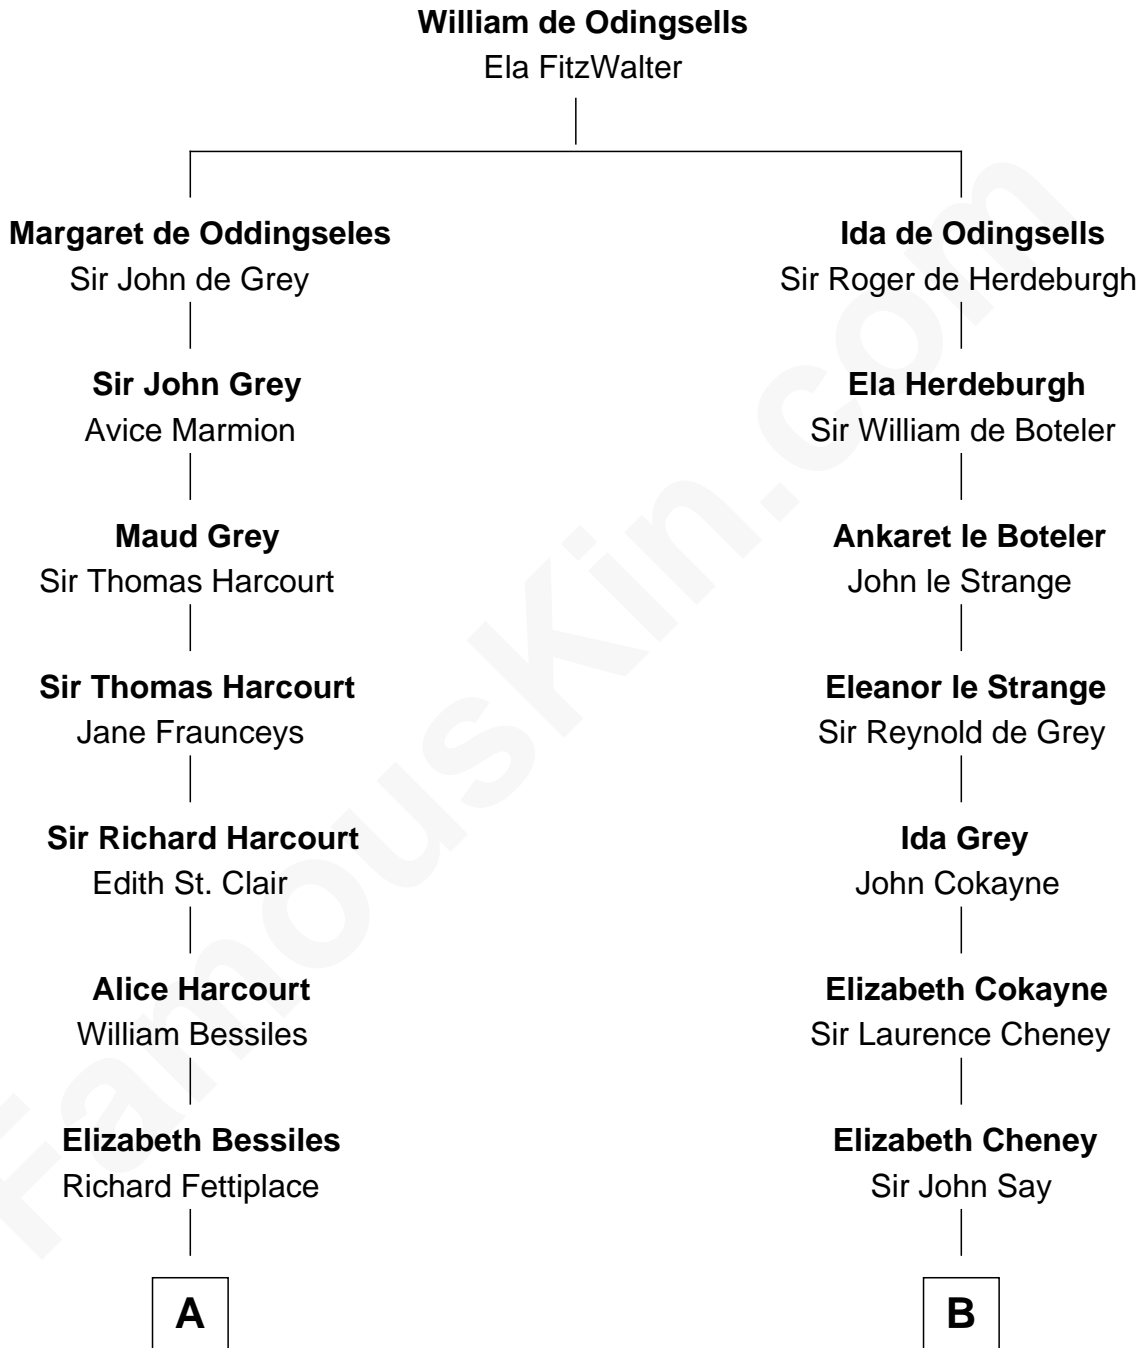 William de Odingsells
Ela FitzWalter
Margaret de Oddingseles
Sir John de Grey
Ida de Odingsells
Sir Roger de Herdeburgh
Sir John Grey
Avice Marmion
Ela Herdeburgh
Sir William de Boteler
Maud Grey
Sir Thomas Harcourt
Ankaret le Boteler
John le Strange
Sir Thomas Harcourt
Jane Fraunceys
Eleanor le Strange
Sir Reynold de Grey
Sir Richard Harcourt
Edith St. Clair
Ida Grey
John Cokayne
Alice Harcourt
William Bessiles
Elizabeth Cokayne
Sir Laurence Cheney
Elizabeth Bessiles
Richard Fettiplace
Elizabeth Cheney
Sir John Say
A
B
FamousKin.com